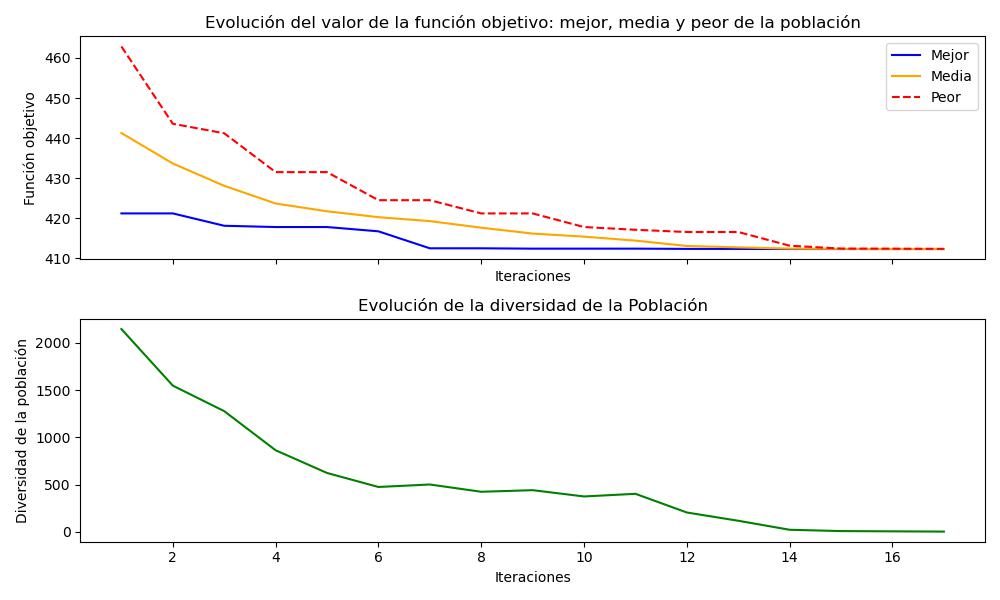 Evolución del valor de la función objetivo: mejor, media y peor de la población
Función objetivo
460
450
440
430
420
410
Mejor
Media
Peor
Iteraciones
Evolución de la diversidad de la Población
Diversidad de la población
2000
1500
1000
500
0
2 4 6 8 10 12 14 16
Iteraciones